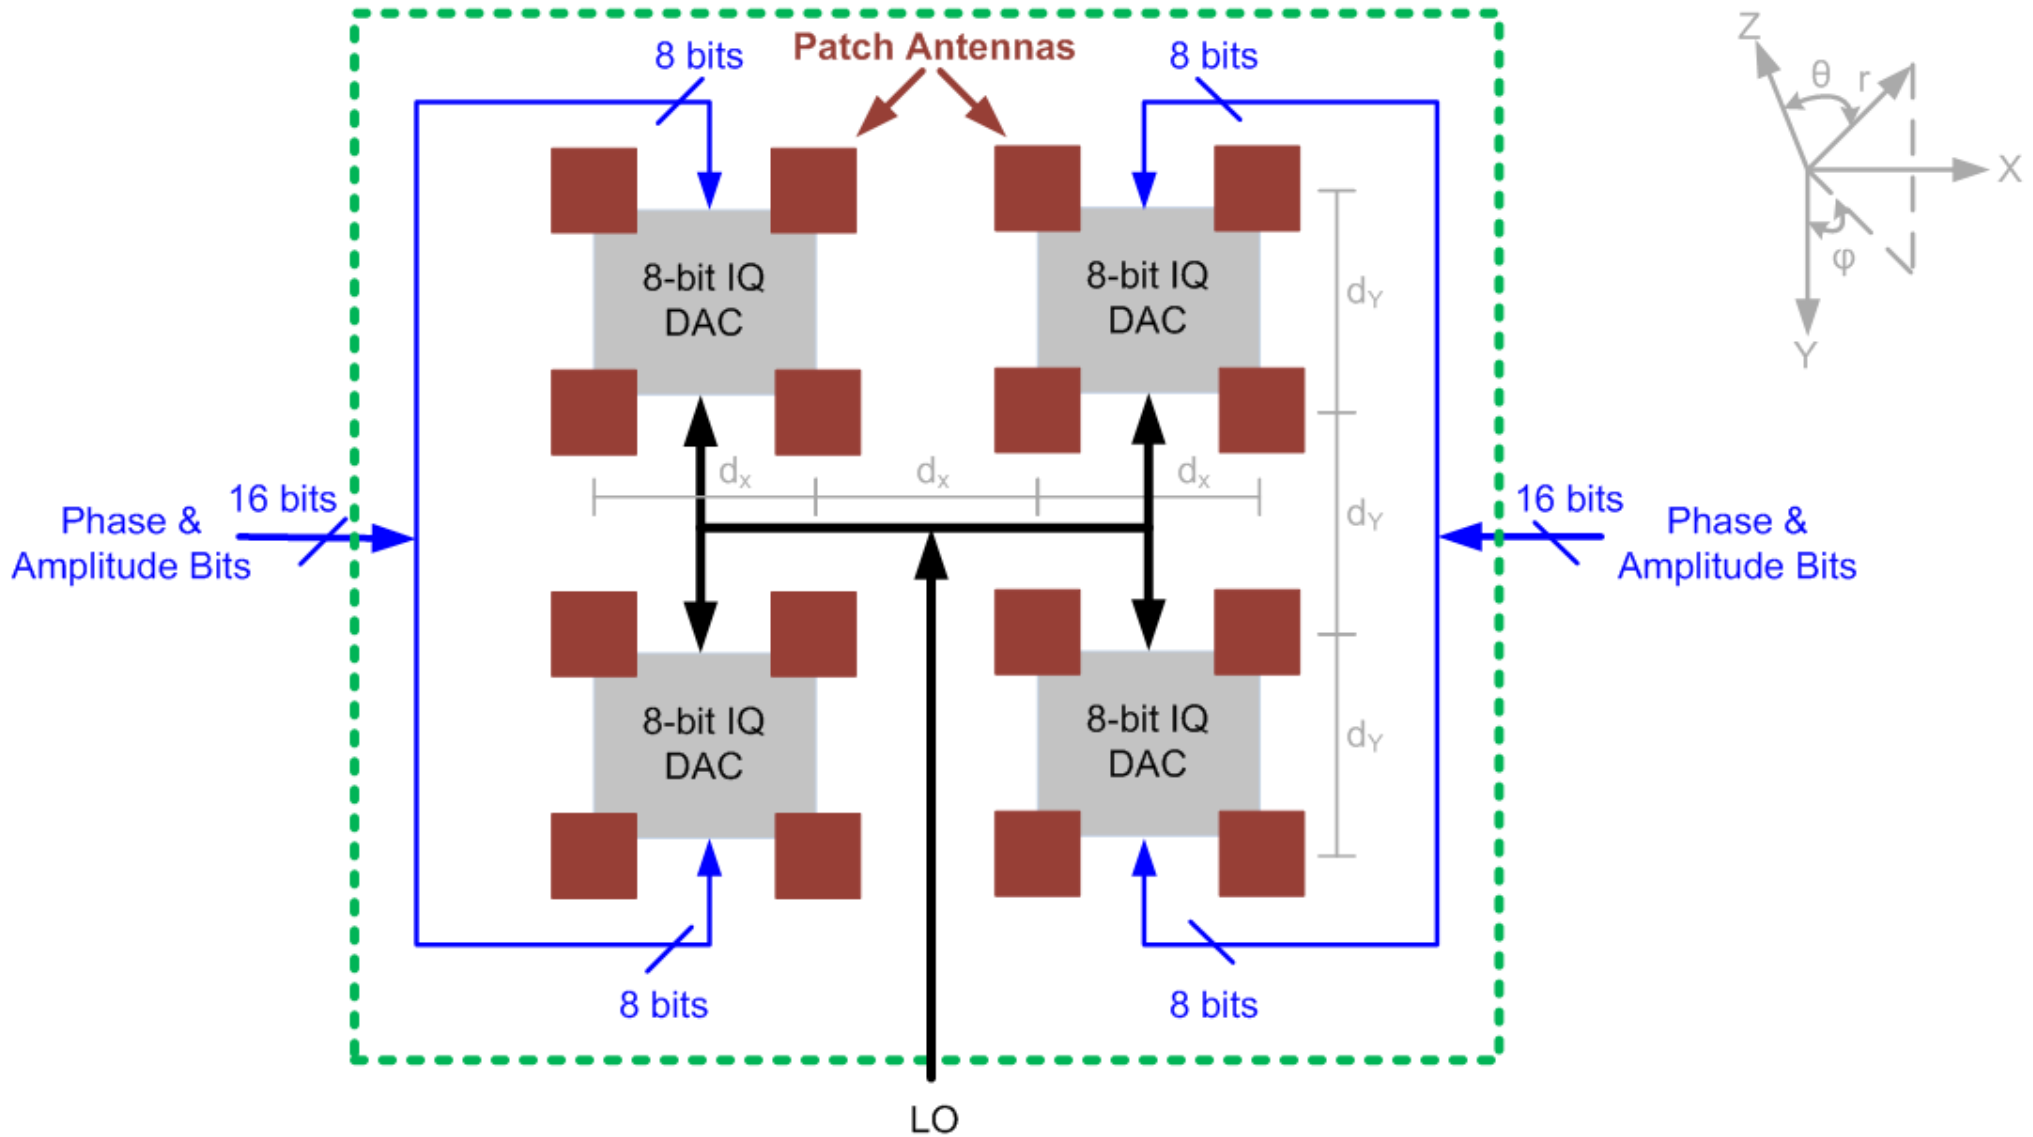 Patch Antennas
8 bits
8 bits
Z
θ
r
X
φ
Y
8-bit IQ
DAC
8-bit IQ
DAC
dY
dx
dx
dx
16 bits
Phase &
Amplitude Bits
dY
16 bits
Phase &
Amplitude Bits
8-bit IQ
DAC
8-bit IQ
DAC
dY
8 bits
8 bits
LO